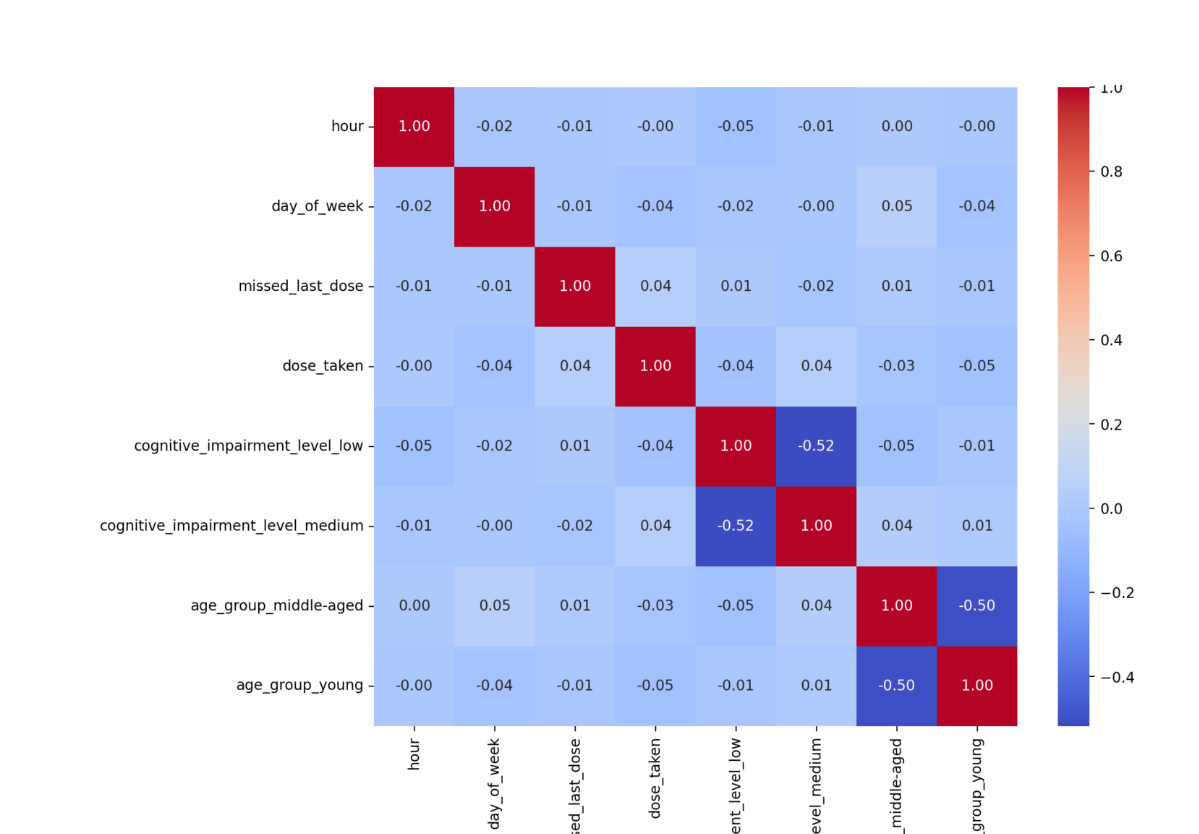 1.0
hour 1.00 -0.02 -0.01 -0.00 -0.05 -0.01 0.00 -0.00
0.8
day_of_week -0.02 1.00 -0.01 -0.04 -0.02 -0.00 0.05 -0.04
0.6
missed_last_dose -0.01 -0.01 1.00 0.04 0.01 -0.02 0.01 -0.01
0.4
dose_taken -0.00 -0.04 0.04 1.00 -0.04 0.04 -0.03 -0.05
0.2
cognitive_impairment_level_low -0.05 -0.02 0.01 -0.04 1.00 -0.52 -0.05 -0.01
0.0
cognitive_impairment_level_medium -0.01 -0.00 -0.02 0.04 -0.52 1.00 0.04 0.01
−0.2
age_group_middle-aged 0.00 0.05 0.01 -0.03 -0.05 0.04 1.00 -0.50
−0.4
age_group_young -0.00 -0.04 -0.01 -0.05 -0.01 0.01 -0.50 1.00
hour
day_of_week
sed_last_dose
dose_taken
ent_level_low
evel_medium
_middle-aged
group_young